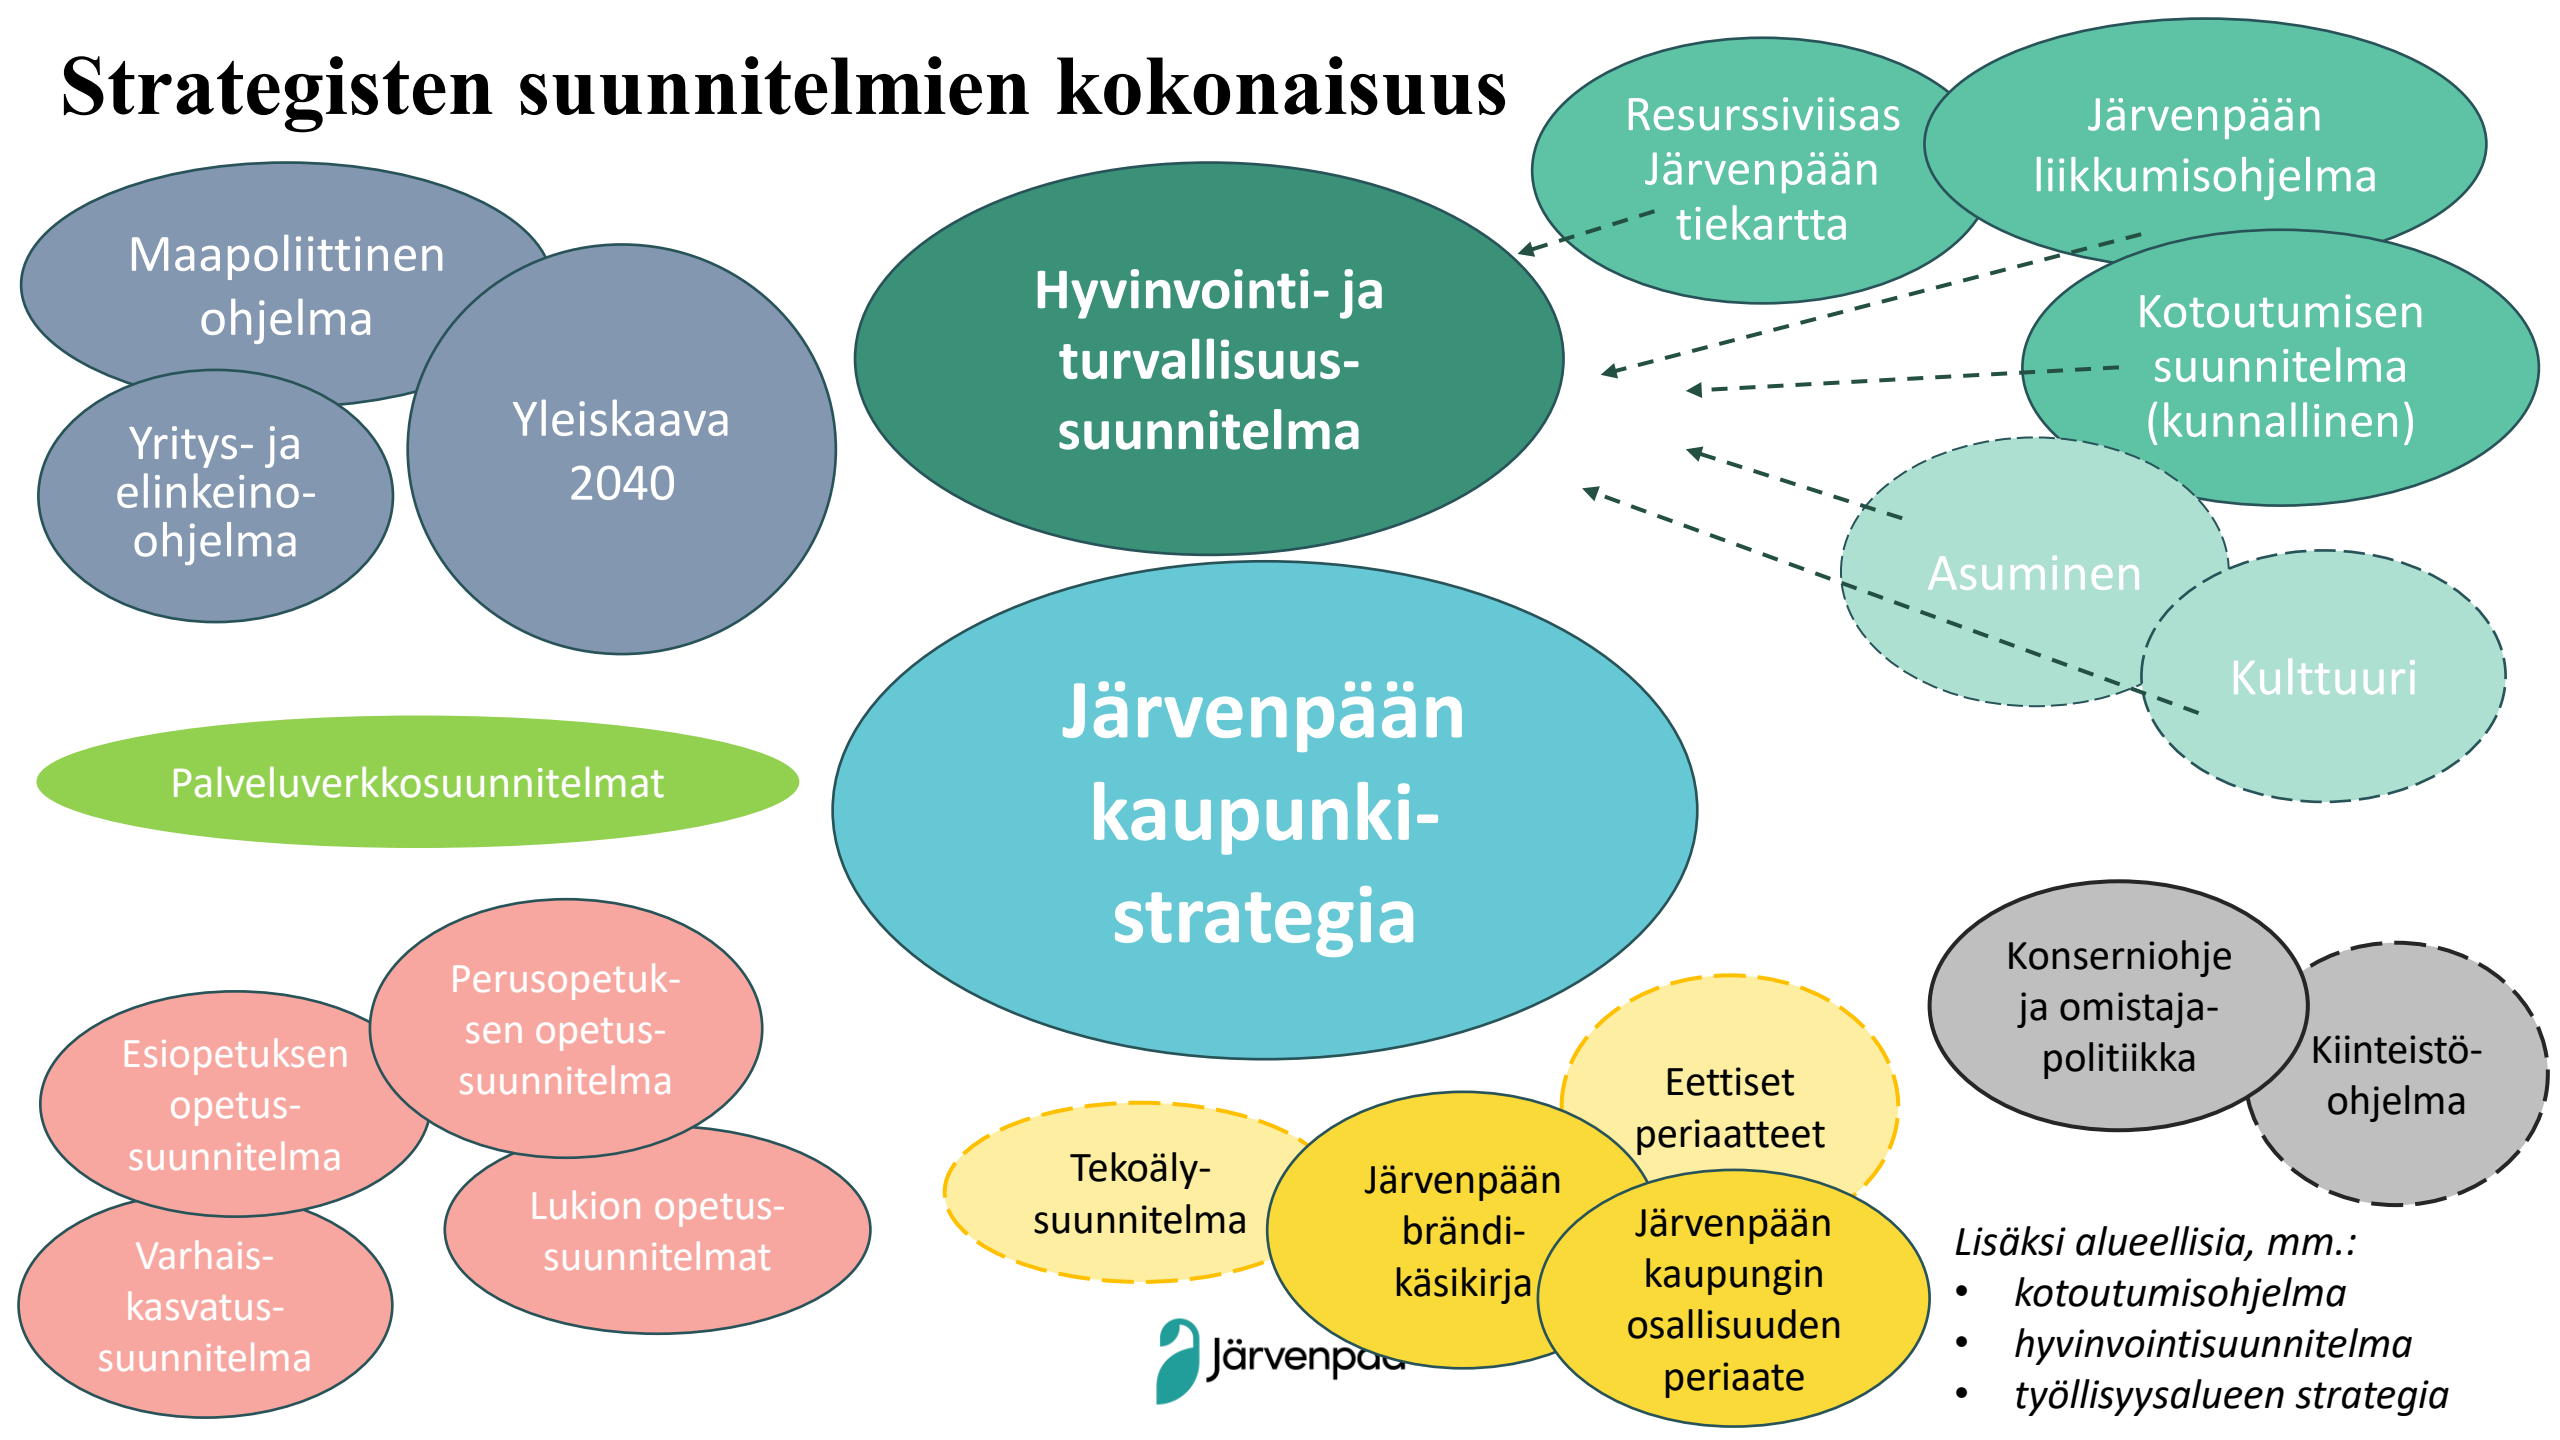 Strategisten suunnitelmien kokonaisuus
Maapoliittinen
ohjelma
Yritys- ja
elinkeino-
ohjelma
Yleiskaava
2040
Hyvinvointi- ja
turvallisuus-
suunnitelma
Resurssiviisas
Järvenpään
tiekartta
Järvenpään
liikkumisohjelma
Kotoutumisen
suunnitelma
(kunnallinen)
Asuminen
Kulttuuri
Järvenpään
kaupunki-
strategia
Palveluverkkosuunnitelmat
Perusopetuk-
sen opetus-
suunnitelma
Esiopetuksen
opetus-
suunnitelma
Lukion opetus-
suunnitelmat
Varhais-
kasvatus-
suunnitelma
Tekoäly-
suunnitelma
Järvenpään
brändi-
käsikirja
Eettiset
periaatteet
Järvenpään
kaupungin
osallisuuden
periaate
Järvenpää
Konserniohje
ja omistaja-
politiikka
Kiinteistö-
ohjelma
Lisäksi alueellisia, mm.:
• kotoutumisohjelma
• hyvinvointisuunnitelma
• työllisyysalueen strategia